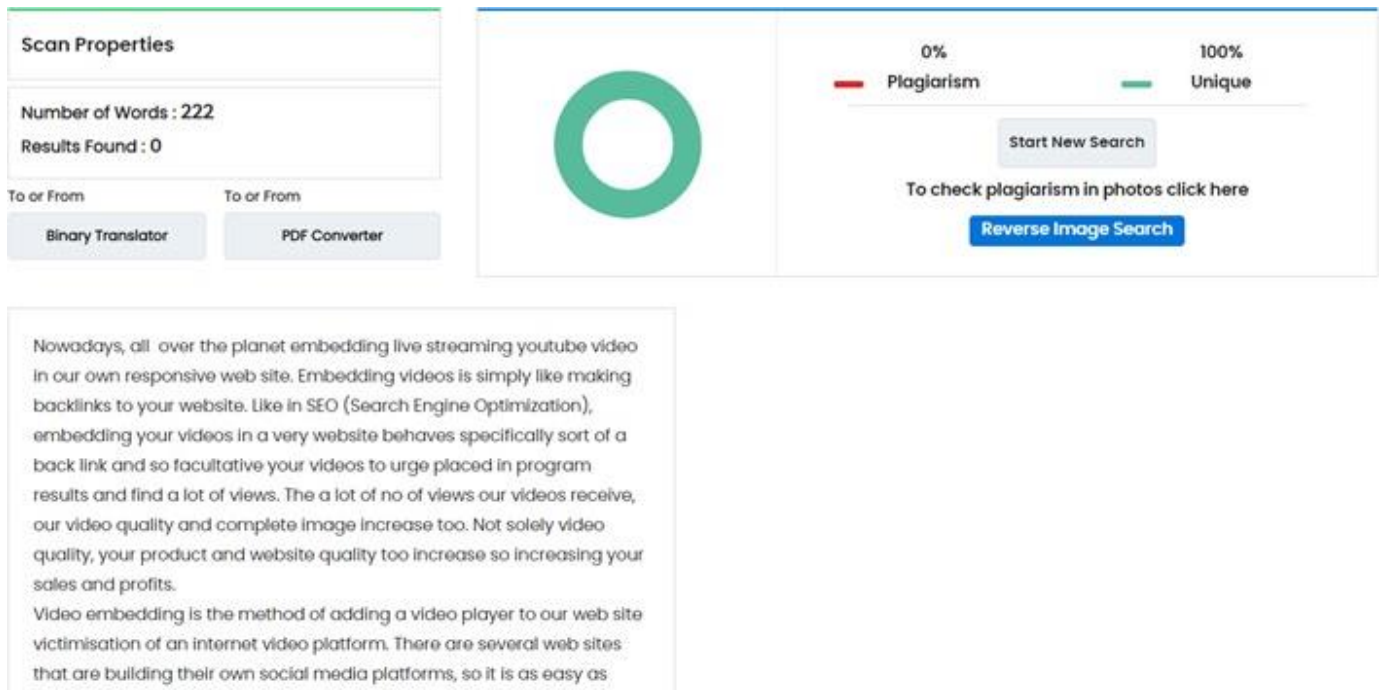 Scan Properties
Number of Words : 222
Results Found : 0
To or From
To or From
Binary Translator
PDF Converter
0%
Plagiarism
100%
Unique
Start New Search
To check plagiarism in photos click here
Reverse Image Search
Nowadays, all over the planet embedding live streaming youtube video
in our own responsive web site. Embedding videos is simply like making
backlinks to your website. Like in SEO (Search Engine Optimization),
embedding your videos in a very website behaves specifically sort of a
back link and so facultative your videos to urge placed in program
results and find a lot of views. The a lot of no of views our videos receive,
our video quality and complete image increase too. Not solely video
quality, your product and website quality too increase so increasing your
sales and profits.
Video embedding is the method of adding a video player to our web site
victimisation of an internet video platform. There are several web sites
that are building their own social media platforms, so it is as easy as